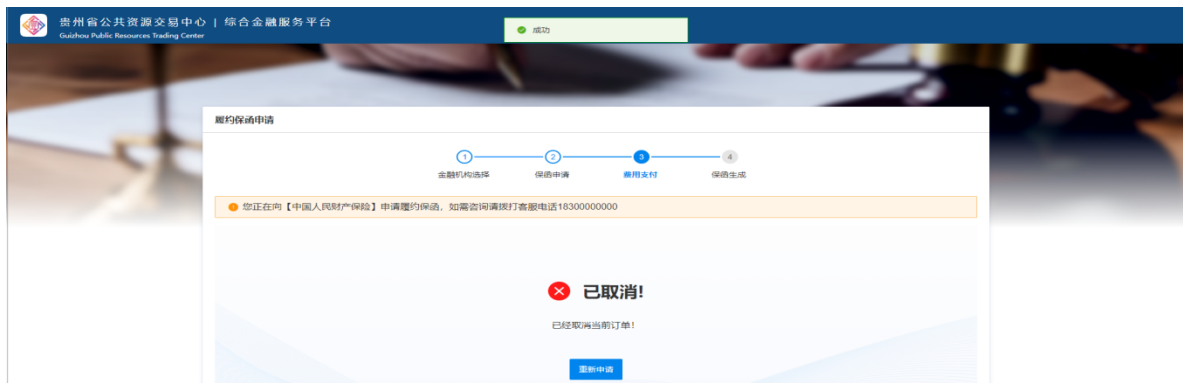 贵州省公共资源交易中心 | 综合金融服务平台
Guizhou Public Resources Trading Center
成功
履约保函申请
1 2 3 4
金融机构选择 保函申请 费用支付 保函生成
您正在向【中国人民财产保险】申请履约保函，如需咨询请拨打客服电话18300000000
已取消!
已经取消当前订单!
重新申请